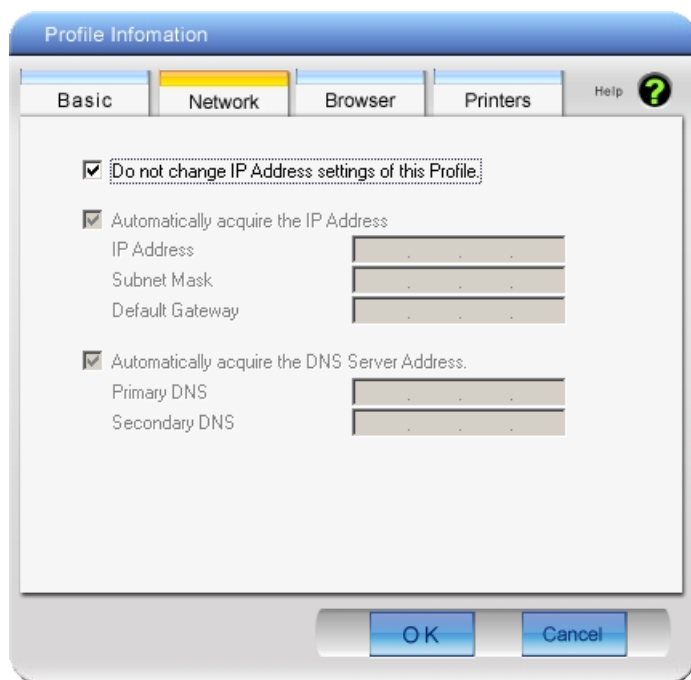 Profile Infomation
Basic Network Browser Printers Help ?
Do not change IP Address settings of this Profile.
Automatically acquire the IP Address
IP Address
Subnet Mask
Default Gateway
Automatically acquire the DNS Server Address.
Primary DNS
Secondary DNS
OK Cancel